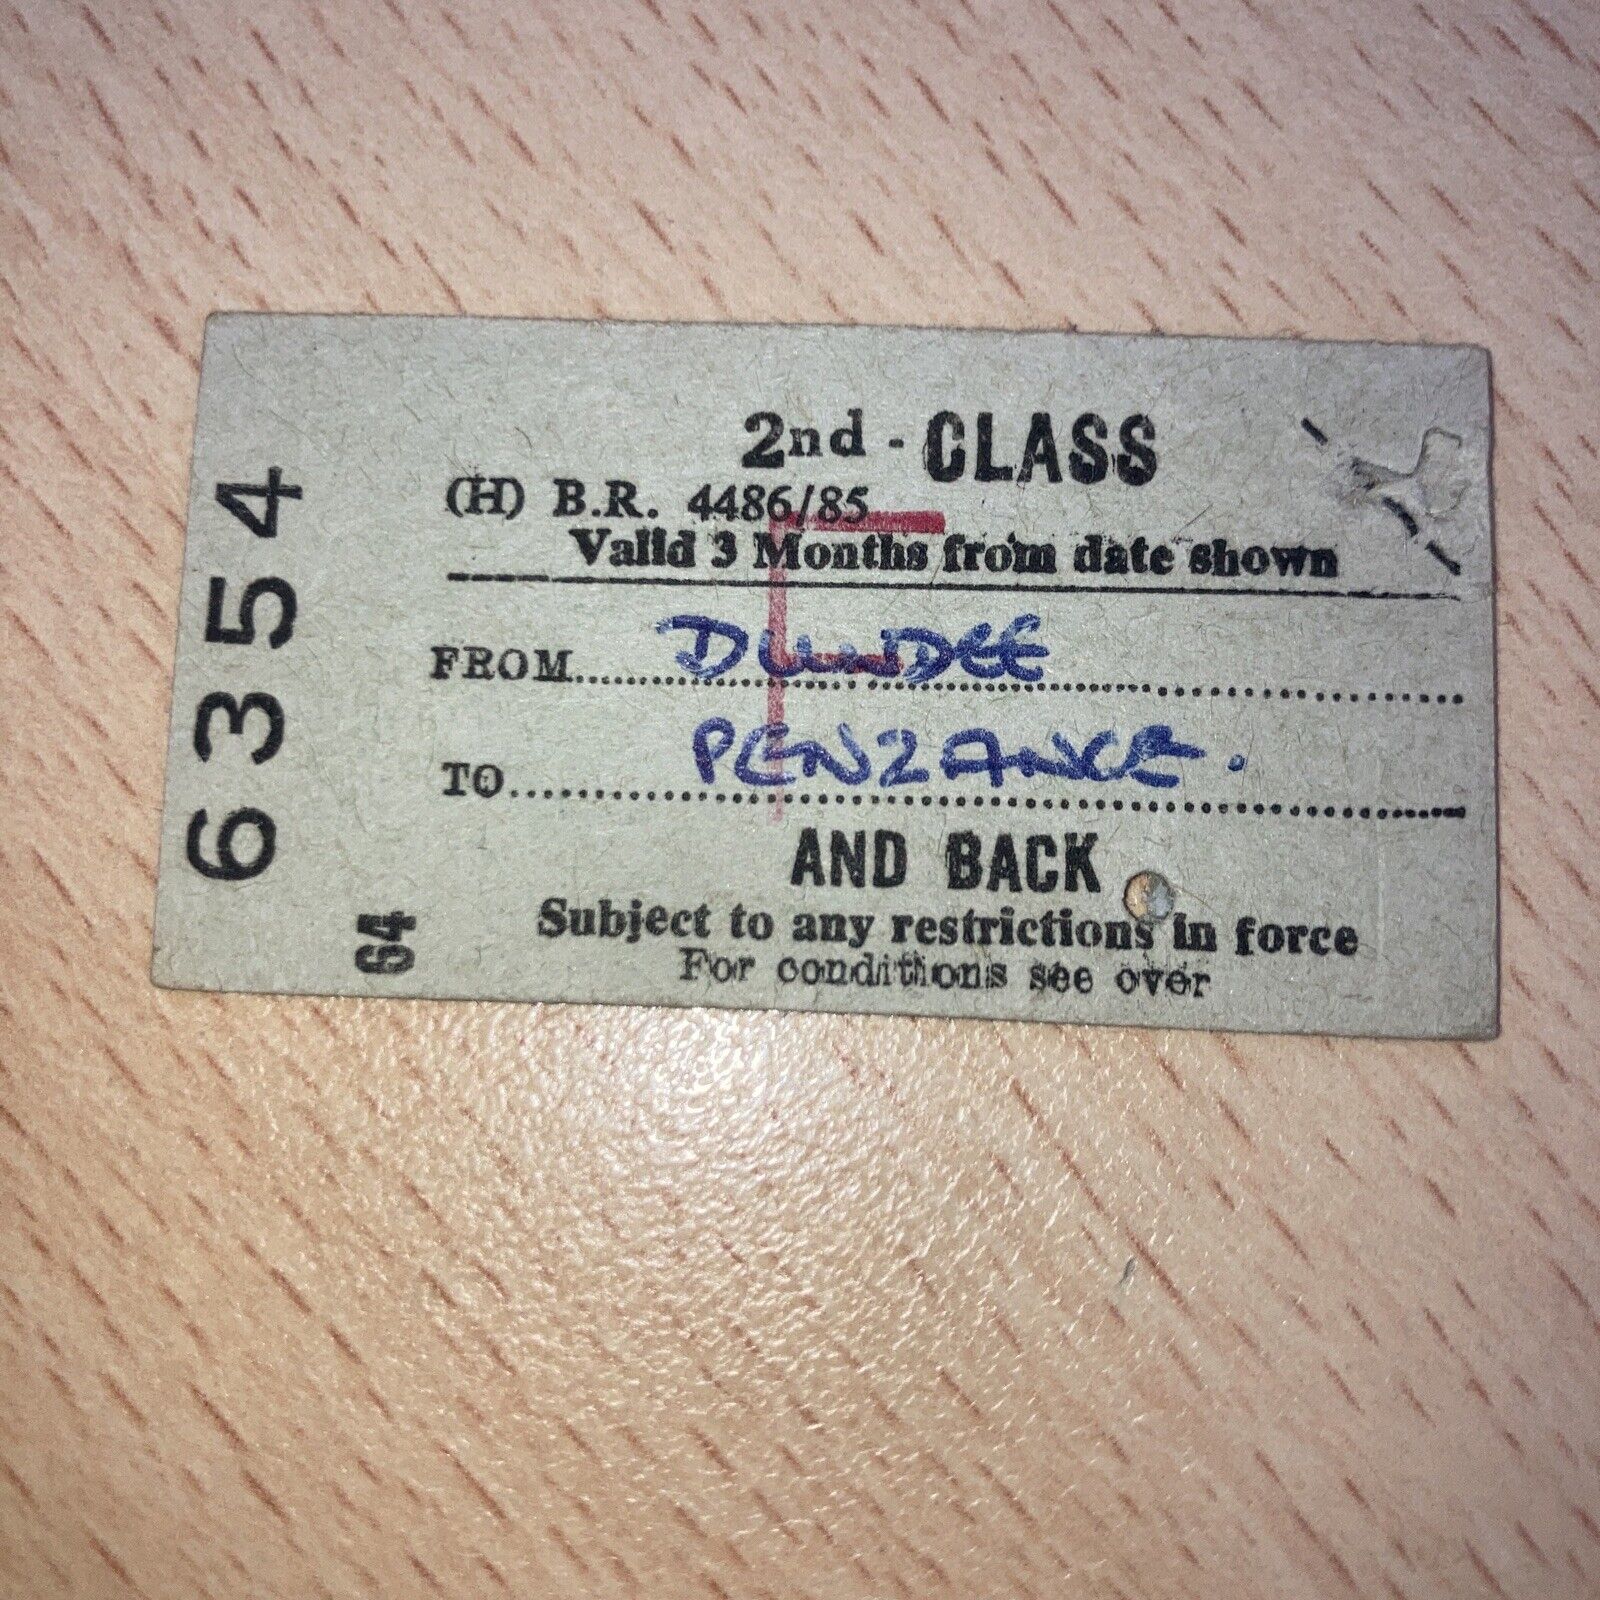 2nd - CLASS
(H) B.R. 4486/85
Valid 3 Months from date shown
FROM DUNDEE
TO PENZANCE.
AND BACK
Subject to any restrictions in force
For conditions see over
6354
64